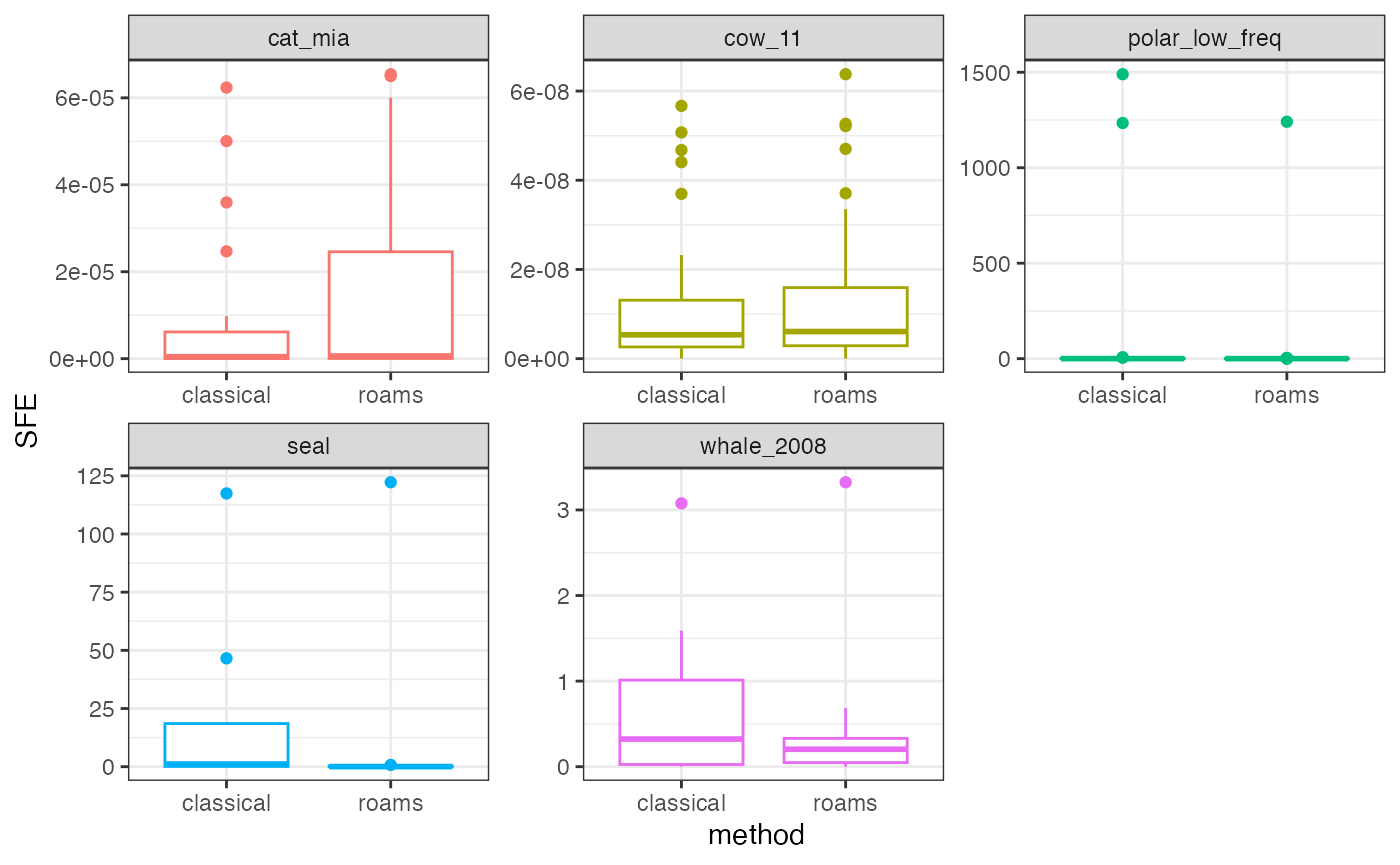 cat_mia
cow_11
polar_low_freq
6e-05
4e-05
2e-05
0e+00
classical
roams
6e-08
4e-08
2e-08
0e+00
classical
roams
1500
1000
500
0
classical
roams
SFE
seal
whale_2008
125
100
75
50
25
0
classical
roams
3
2
1
0
classical
roams
method